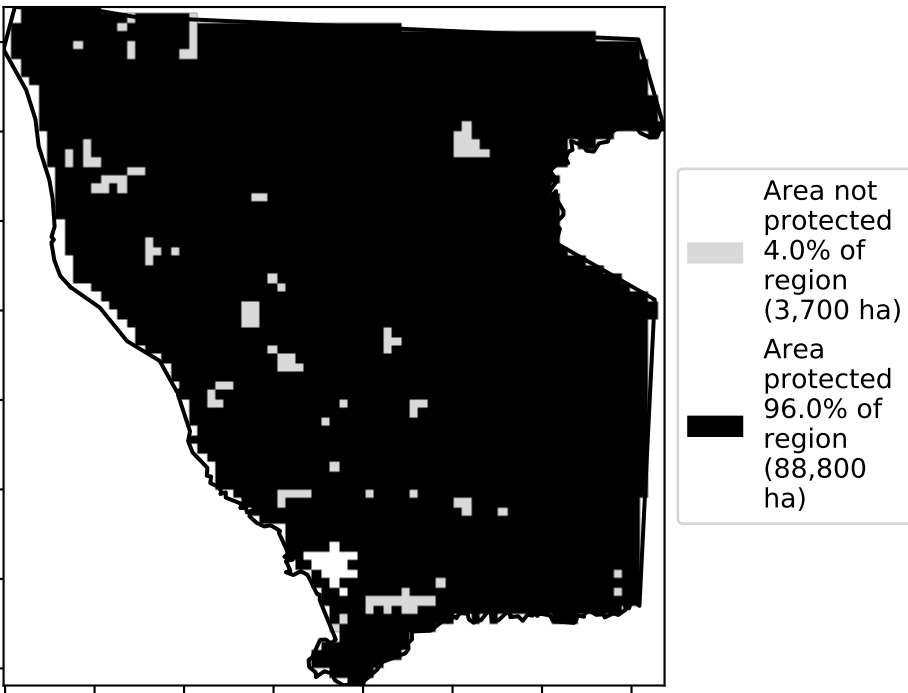 Area not
protected
4.0% of
region
(3,700 ha)
Area
protected
96.0% of
region
(88,800
ha)